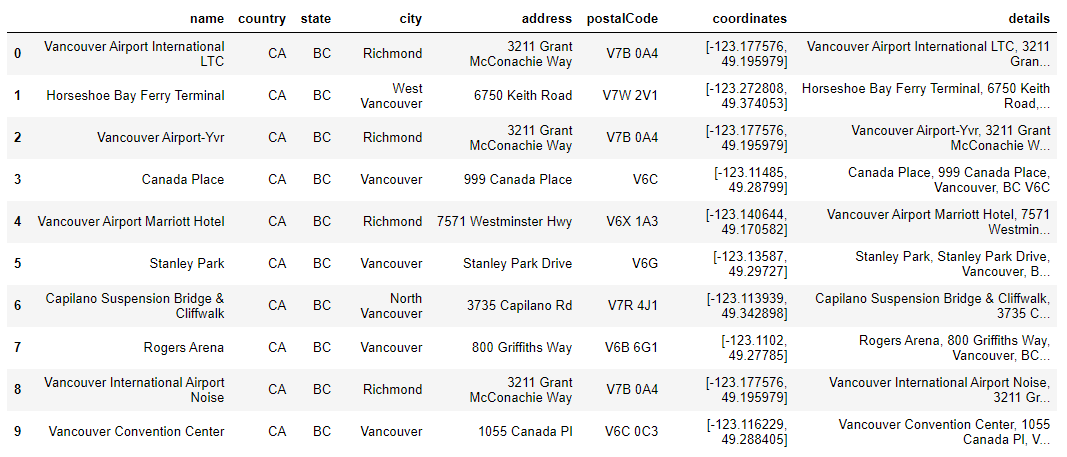 name country state city address postalCode coordinates details
0 Vancouver Airport International LTC CA BC Richmond 3211 Grant McConachie Way V7B 0A4 [-123.177576, 49.195979] Vancouver Airport International LTC, 3211 Gran...
1 Horseshoe Bay Ferry Terminal CA BC West Vancouver 6750 Keith Road V7W 2V1 [-123.272808, 49.374053] Horseshoe Bay Ferry Terminal, 6750 Keith Road,...
2 Vancouver Airport-Yvr CA BC Richmond 3211 Grant McConachie Way V7B 0A4 [-123.177576, 49.195979] Vancouver Airport-Yvr, 3211 Grant McConachie W...
3 Canada Place CA BC Vancouver 999 Canada Place V6C [-123.11485, 49.28799] Canada Place, 999 Canada Place, Vancouver, BC V6C
4 Vancouver Airport Marriott Hotel CA BC Richmond 7571 Westminster Hwy V6X 1A3 [-123.140644, 49.170582] Vancouver Airport Marriott Hotel, 7571 Westmin...
5 Stanley Park CA BC Vancouver Stanley Park Drive V6G [-123.13587, 49.29727] Stanley Park, Stanley Park Drive, Vancouver, B...
6 Capilano Suspension Bridge & Cliffwalk CA BC North Vancouver 3735 Capilano Rd V7R 4J1 [-123.113939, 49.342898] Capilano Suspension Bridge & Cliffwalk, 3735 C...
7 Rogers Arena CA BC Vancouver 800 Griffiths Way V6B 6G1 [-123.1102, 49.27785] Rogers Arena, 800 Griffiths Way, Vancouver, BC...
8 Vancouver International Airport Noise CA BC Richmond 3211 Grant McConachie Way V7B 0A4 [-123.177576, 49.195979] Vancouver International Airport Noise, 3211 Gr...
9 Vancouver Convention Center CA BC Vancouver 1055 Canada Pl V6C 0C3 [-123.116229, 49.288405] Vancouver Convention Center, 1055 Canada Pl, V...